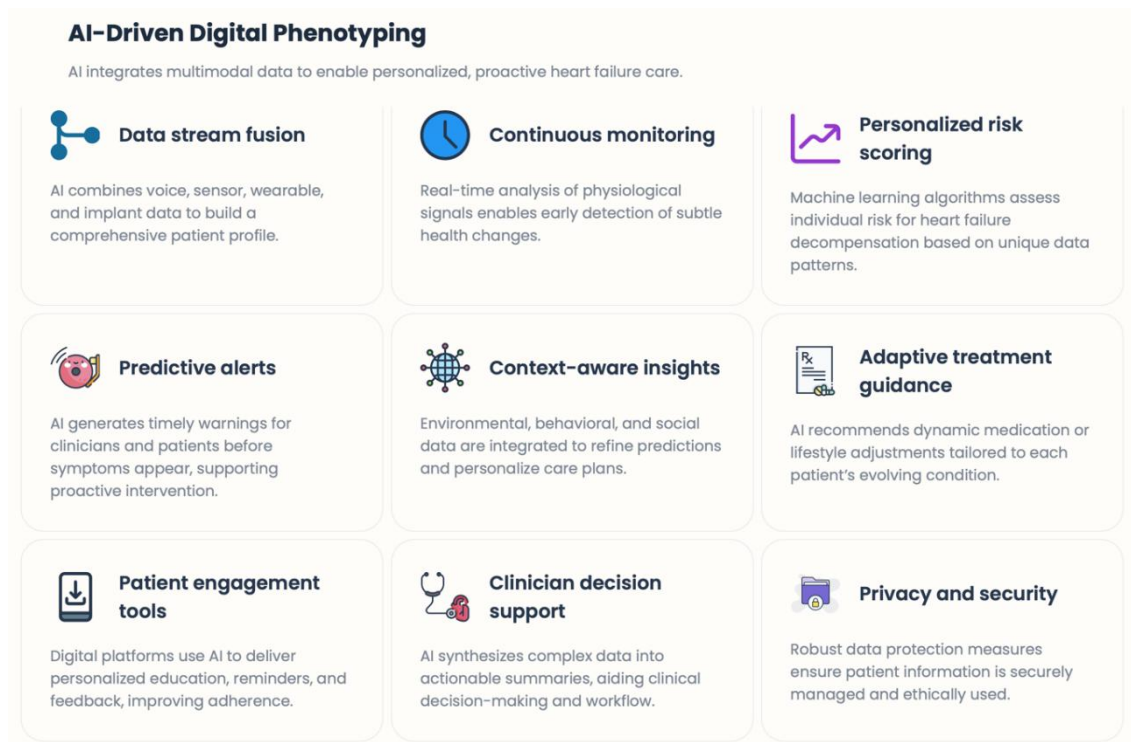 AI-Driven Digital Phenotyping
AI integrates multimodal data to enable personalized, proactive heart failure care.
Data stream fusion
AI combines voice, sensor, wearable,
and implant data to build a
comprehensive patient profile.
Continuous monitoring
Real-time analysis of physiological
signals enables early detection of subtle
health changes.
Personalized risk
scoring
Machine learning algorithms assess
individual risk for heart failure
decompensation based on unique data
patterns.
Predictive alerts
AI generates timely warnings for
clinicians and patients before
symptoms appear, supporting
proactive intervention.
Context-aware insights
Environmental, behavioral, and social
data are integrated to refine predictions
and personalize care plans.
Rx
Adaptive treatment
guidance
AI recommends dynamic medication or
lifestyle adjustments tailored to each
patient’s evolving condition.
Patient engagement
tools
Digital platforms use AI to deliver
personalized education, reminders, and
feedback, improving adherence.
Clinician decision
support
AI synthesizes complex data into
actionable summaries, aiding clinical
decision-making and workflow.
Privacy and security
Robust data protection measures
ensure patient information is securely
managed and ethically used.